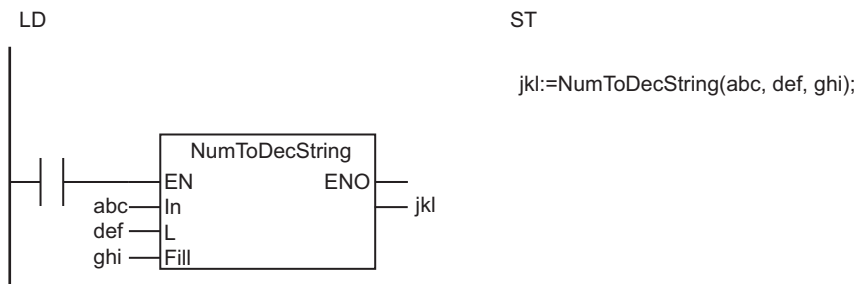 LD
ST
jkl:=NumToDecString(abc, def, ghi);
NumToDecString
EN ENO
abc In jkl
def L
ghi Fill